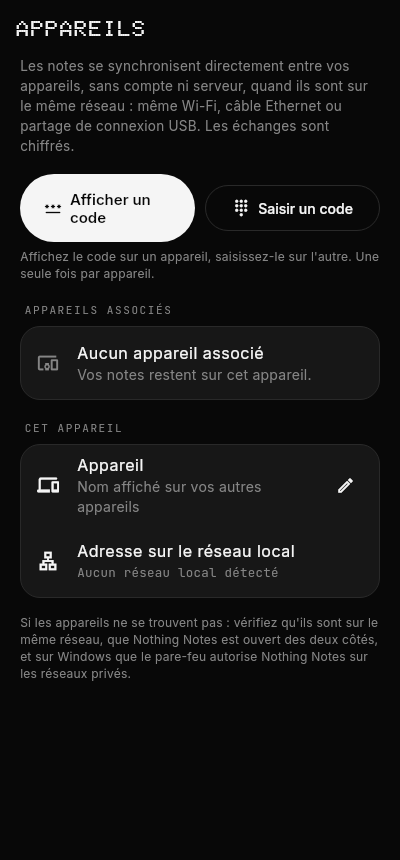 APPAREILS
Les notes se synchronisent directement entre vos
appareils, sans compte ni serveur, quand ils sont sur
le même réseau : même Wi-Fi, câble Ethernet ou
partage de connexion USB. Les échanges sont
chiffrés.
Afficher un
code
Saisir un code
Affichez le code sur un appareil, saisissez-le sur l'autre. Une
seule fois par appareil.
APPAREILS ASSOCIÉS
Aucun appareil associé
Vos notes restent sur cet appareil.
CET APPAREIL
Appareil
Nom affiché sur vos autres
appareils
Adresse sur le réseau local
Aucun réseau local détecté
Si les appareils ne se trouvent pas : vérifiez qu'ils sont sur le
même réseau, que Nothing Notes est ouvert des deux côtés,
et sur Windows que le pare-feu autorise Nothing Notes sur
les réseaux privés.